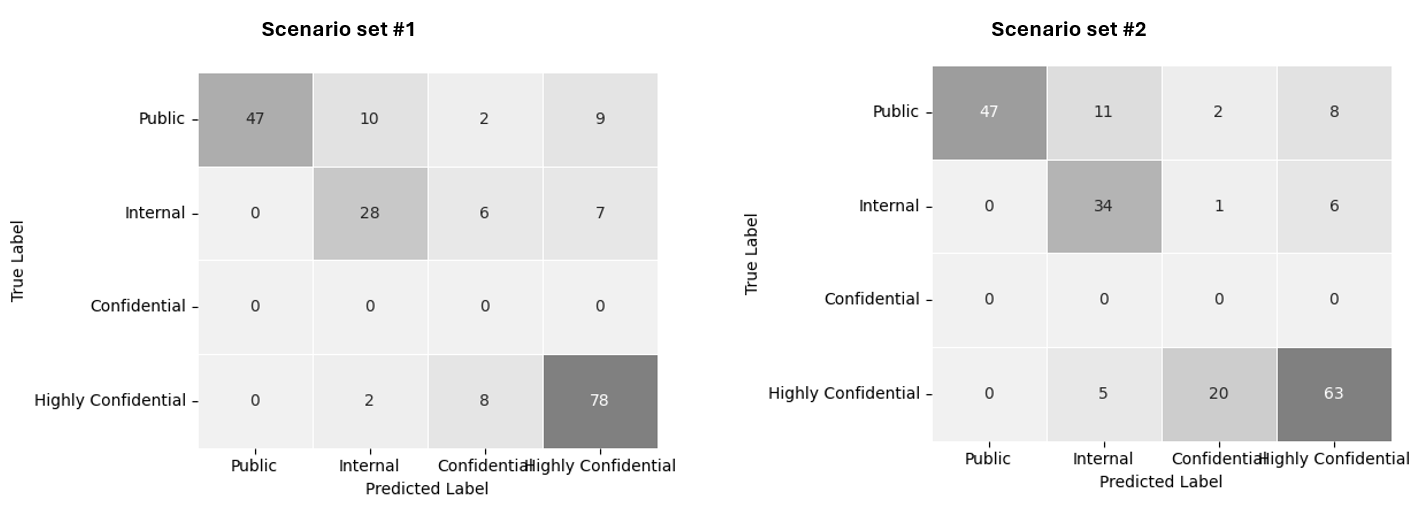 Scenario set #1
Public 47 10 2 9
Internal 0 28 6 7
Confidential 0 0 0 0
Highly Confidential 0 2 8 78
Public Internal Confidential Highly Confidential
Predicted Label
True Label
Scenario set #2
Public 47 11 2 8
Internal 0 34 1 6
Confidential 0 0 0 0
Highly Confidential 0 5 20 63
Public Internal Confidential Highly Confidential
Predicted Label
True Label